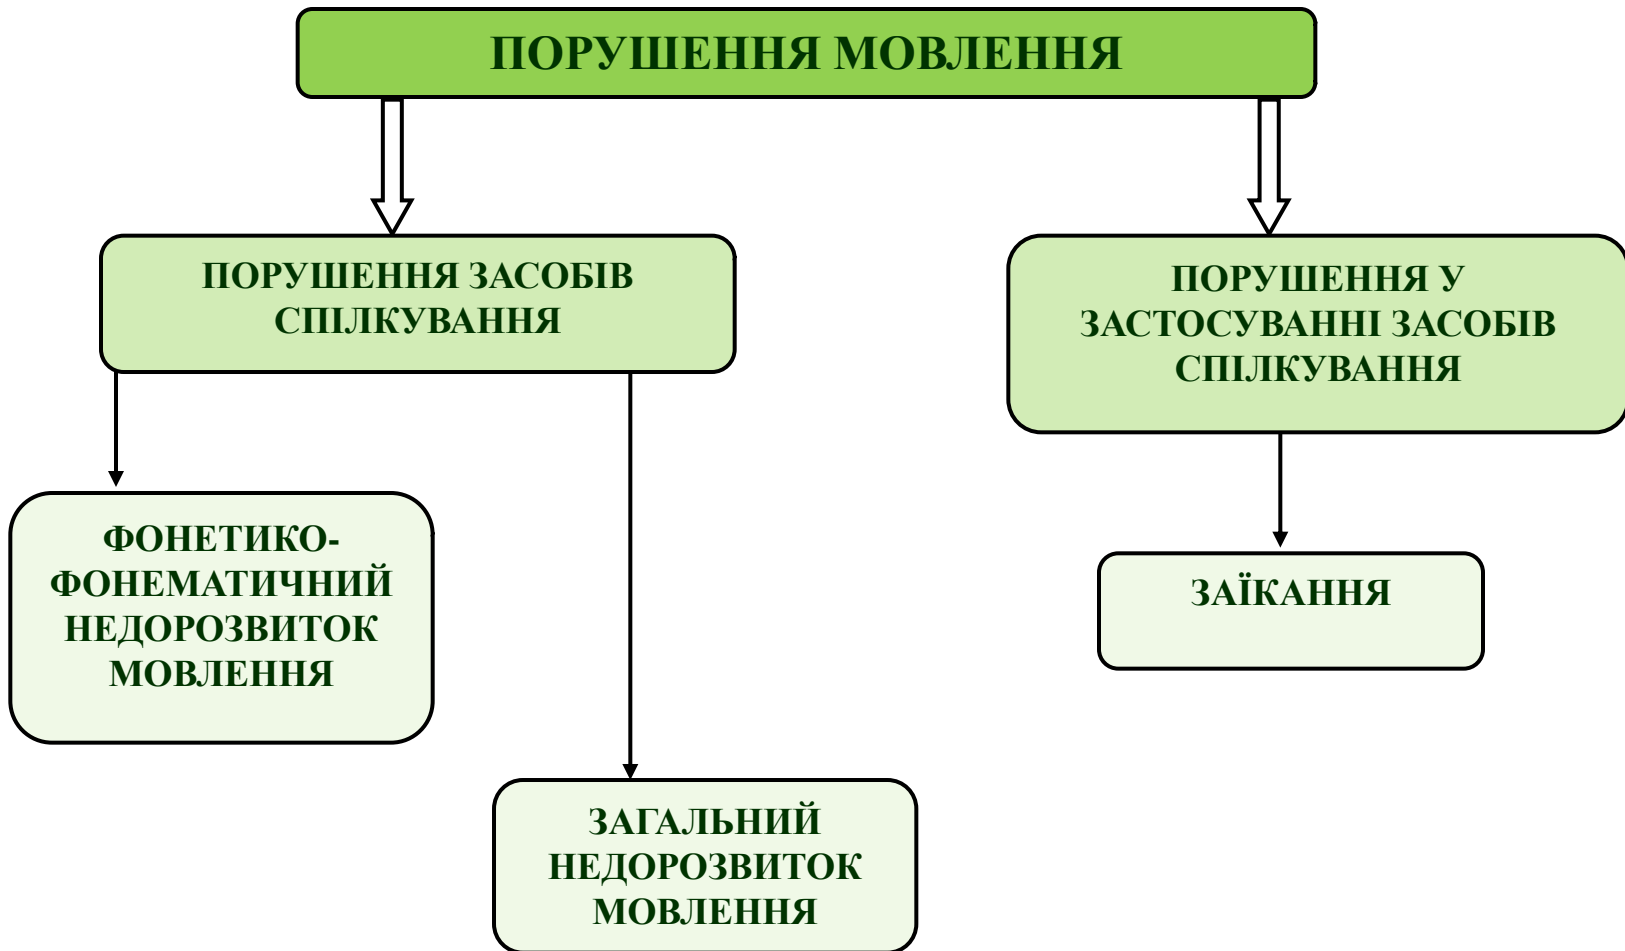 ПОРУШЕННЯ МОВЛЕННЯ
ПОРУШЕННЯ ЗАСОБІВ
СПІЛКУВАННЯ
ПОРУШЕННЯ У
ЗАСТОСУВАННІ ЗАСОБІВ
СПІЛКУВАННЯ
ФОНЕТИКО-
ФОНЕМАТИЧНИЙ
НЕДОРОЗВИТОК
МОВЛЕННЯ
ЗАЇКАННЯ
ЗАГАЛЬНИЙ
НЕДОРОЗВИТОК
МОВЛЕННЯ